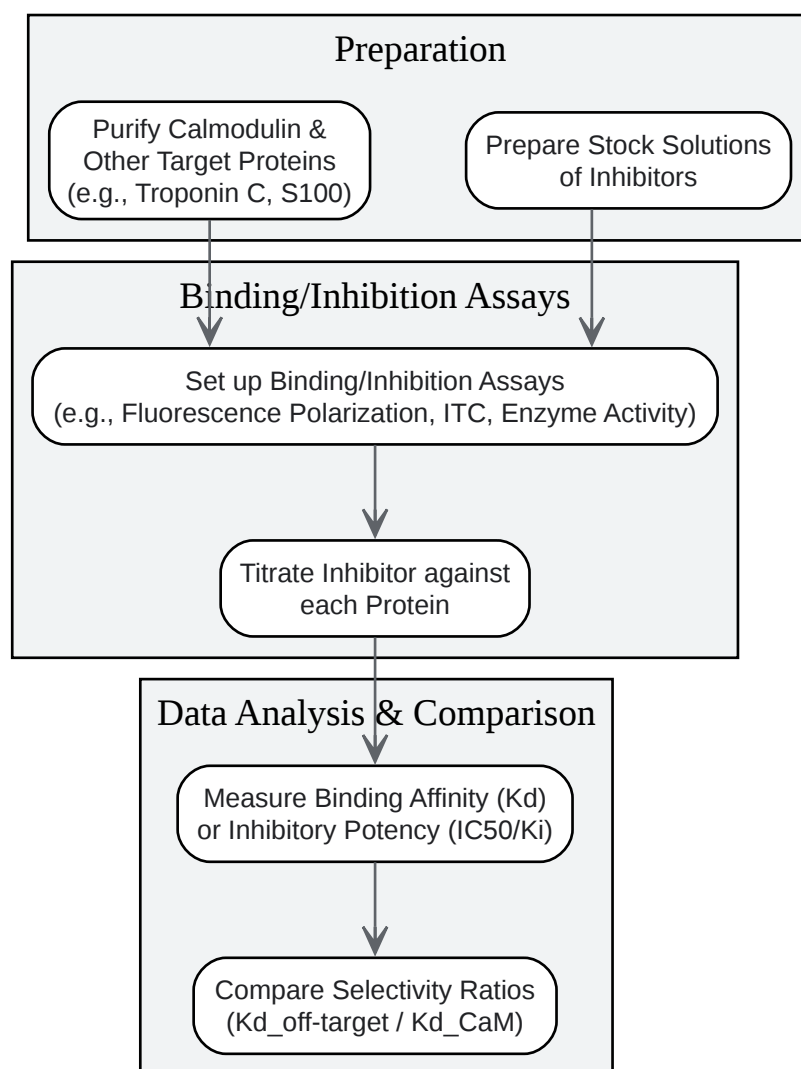 Preparation
Purify Calmodulin &
Other Target Proteins
(e.g., Troponin C, S100)
Prepare Stock Solutions
of Inhibitors
Binding/Inhibition Assays
Set up Binding/Inhibition Assays
(e.g., Fluorescence Polarization, ITC, Enzyme Activity)
Titrate Inhibitor against
each Protein
Data Analysis & Comparison
Measure Binding Affinity (Kd)
or Inhibitory Potency (IC50/Ki)
Compare Selectivity Ratios
(Kd_off-target / Kd_CaM)